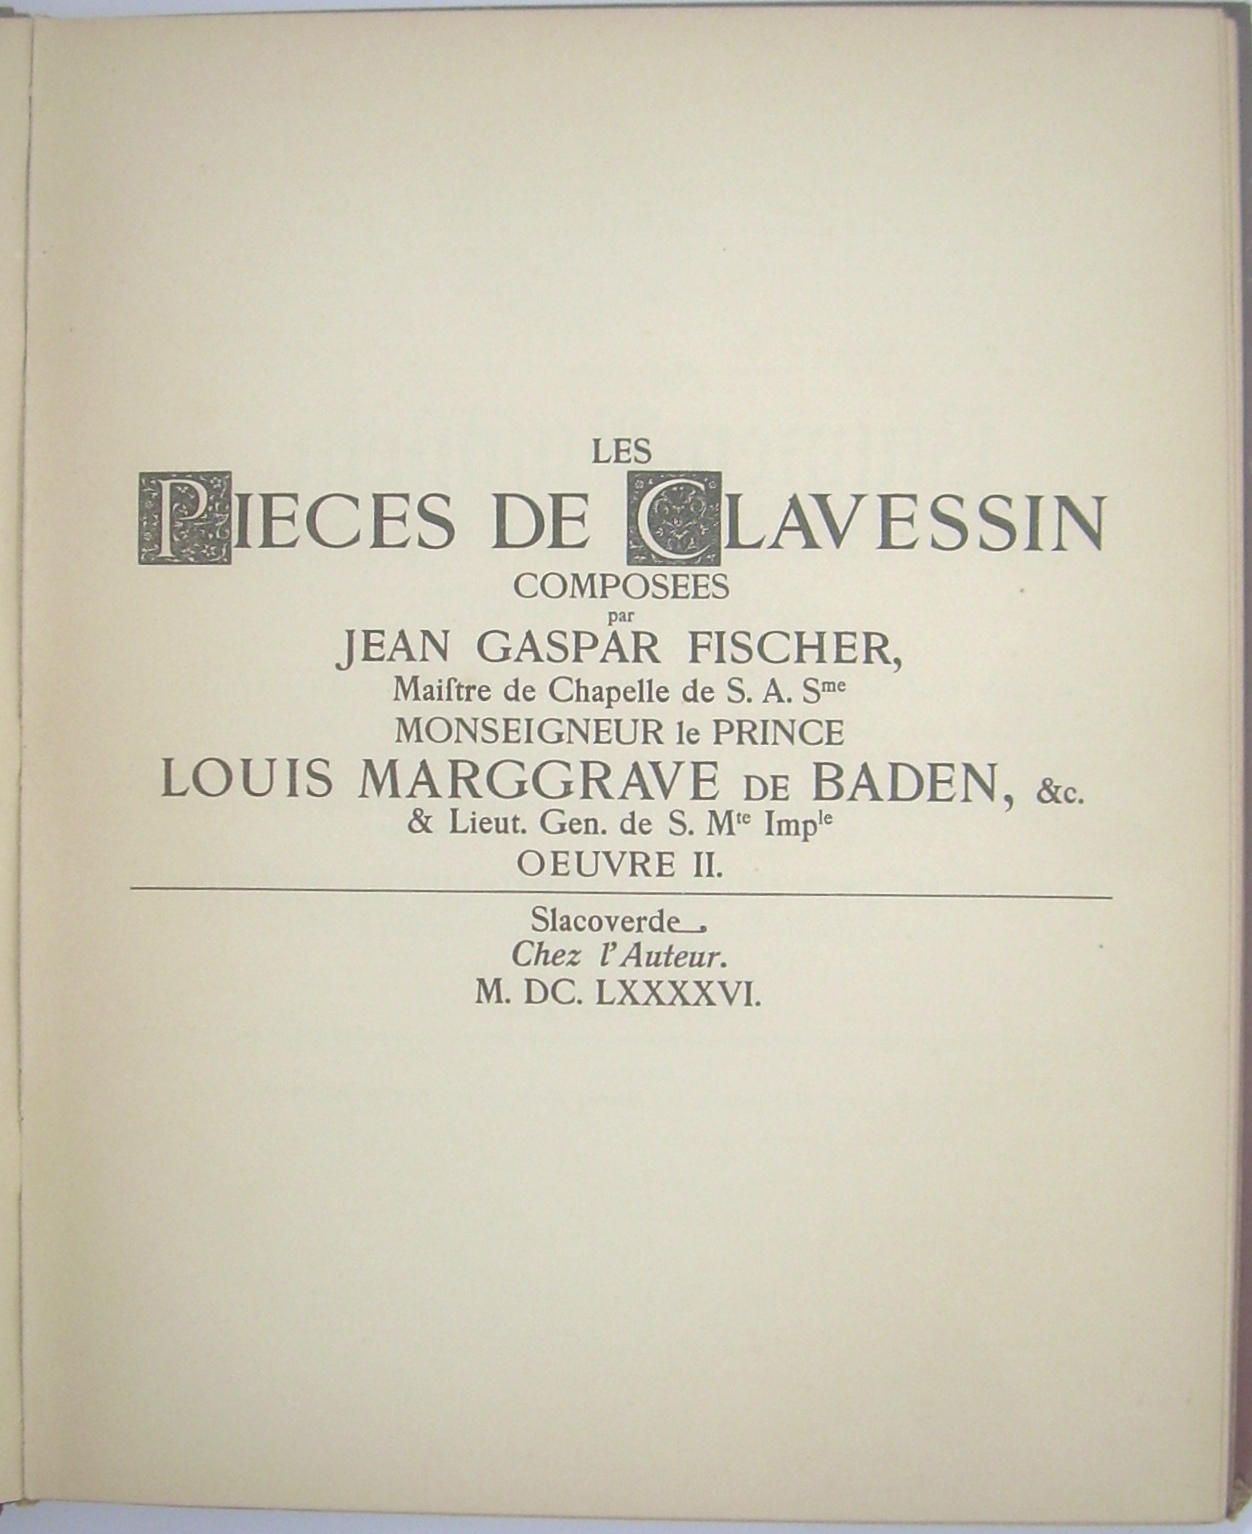 LES
PIECES DE CLAVESSIN
COMPOSEES
par
JEAN GASPAR FISCHER,
Maiſtre de Chapelle de S. A. Sme
MONSEIGNEUR le PRINCE
LOUIS MARGGRAVE DE BADEN, &c.
& Lieut. Gen. de S. Mte Imple
OEUVRE II.
Slacoverde
Chez l'Auteur.
M. DC. LXXXXVI.